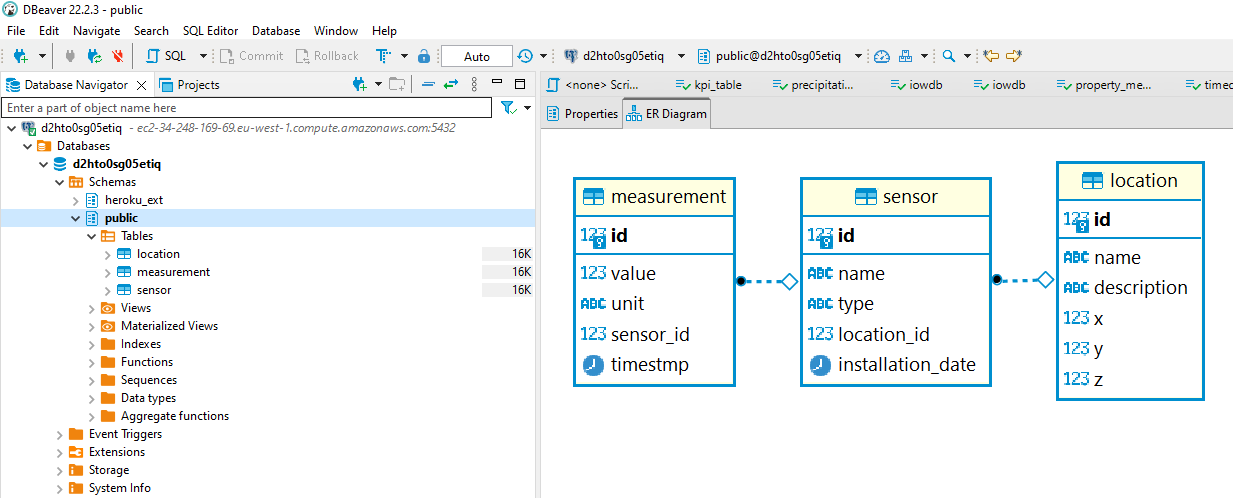 DBeaver 22.2.3 - public
File Edit Navigate Search SQL Editor Database Window Help
SQL Commit Rollback Auto d2hto0sg05etiq public@d2hto0sg05etiq
Database Navigator Projects
<none> Scri... kpi_table precipitati... iowdb iowdb property_me... timed
Enter a part of object name here
Properties ER Diagram
d2hto0sg05etiq - ec2-34-248-169-69.eu-west-1.compute.amazonaws.com:5432
Databases
d2hto0sg05etiq
Schemas
heroku_ext
public
Tables
location 16K
measurement 16K
sensor 16K
Views
Materialized Views
Indexes
Functions
Sequences
Data types
Aggregate functions
Event Triggers
Extensions
Storage
System Info
measurement
123 id
123 value
ABC unit
123 sensor_id
timestmp
sensor
123 id
ABC name
ABC type
123 location_id
installation_date
location
123 id
ABC name
ABC description
123 x
123 y
123 z